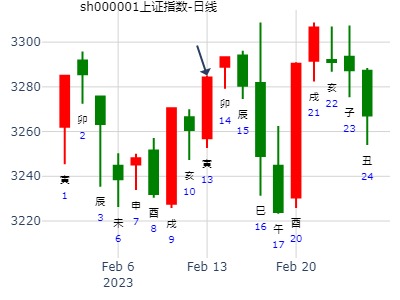 sh000001上证指数-日线
3300
3280
3260
3240
3220
寅
1
卯
2
辰
3
未
6
申
7
酉
8
戌
9
亥
10
寅
13
卯
14
辰
15
巳
16
午
17
酉
20
戌
21
亥
22
子
23
丑
24
Feb 6
2023
Feb 13
Feb 20